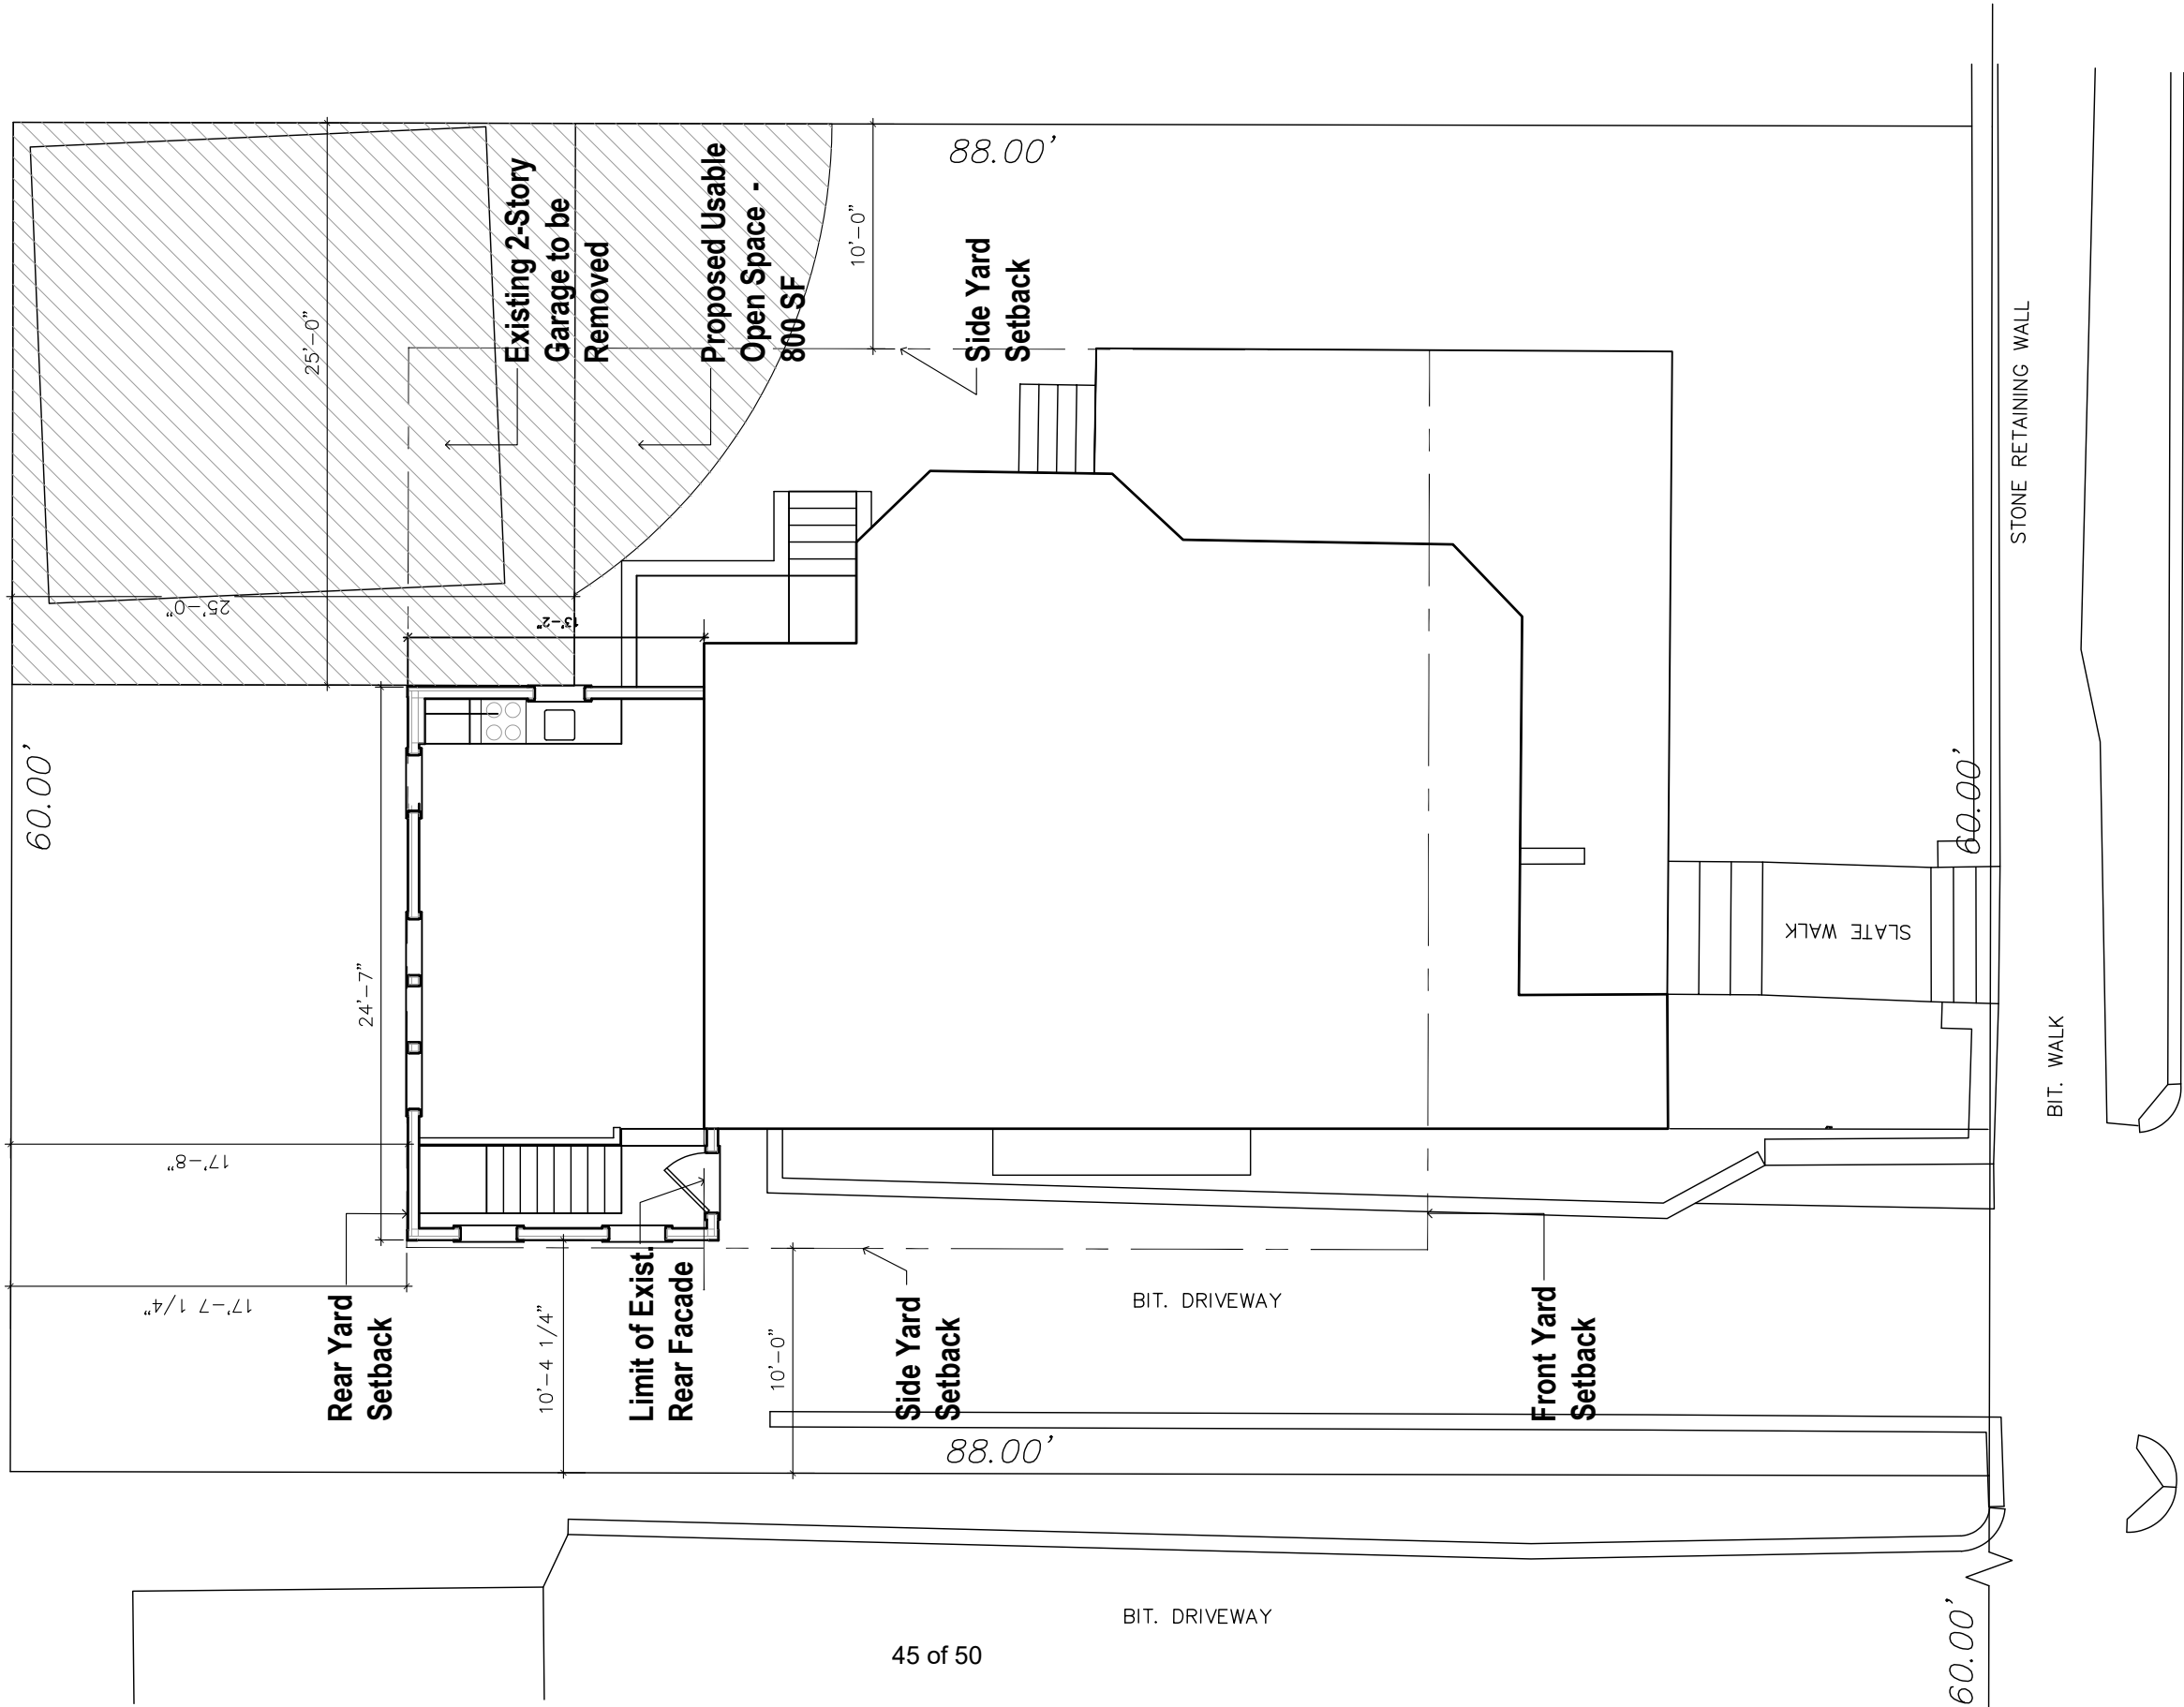 88.00'
Existing 2-Story
Garage to be
Removed
Proposed Usable
Open Space -
800 SF
10'-0"
Side Yard
Setback
25'-0"
25'-0"
13'-2"
60.00'
24'-7"
17'-8"
17'-7 1/4"
Rear Yard
Setback
10'-4 1/4"
Limit of Exist.
Rear Facade
10'-0"
Side Yard
Setback
88.00'
BIT. DRIVEWAY
Front Yard
Setback
SLATE WALK
60.00'
STONE RETAINING WALL
BIT. WALK
BIT. DRIVEWAY
60.00'
45 of 50